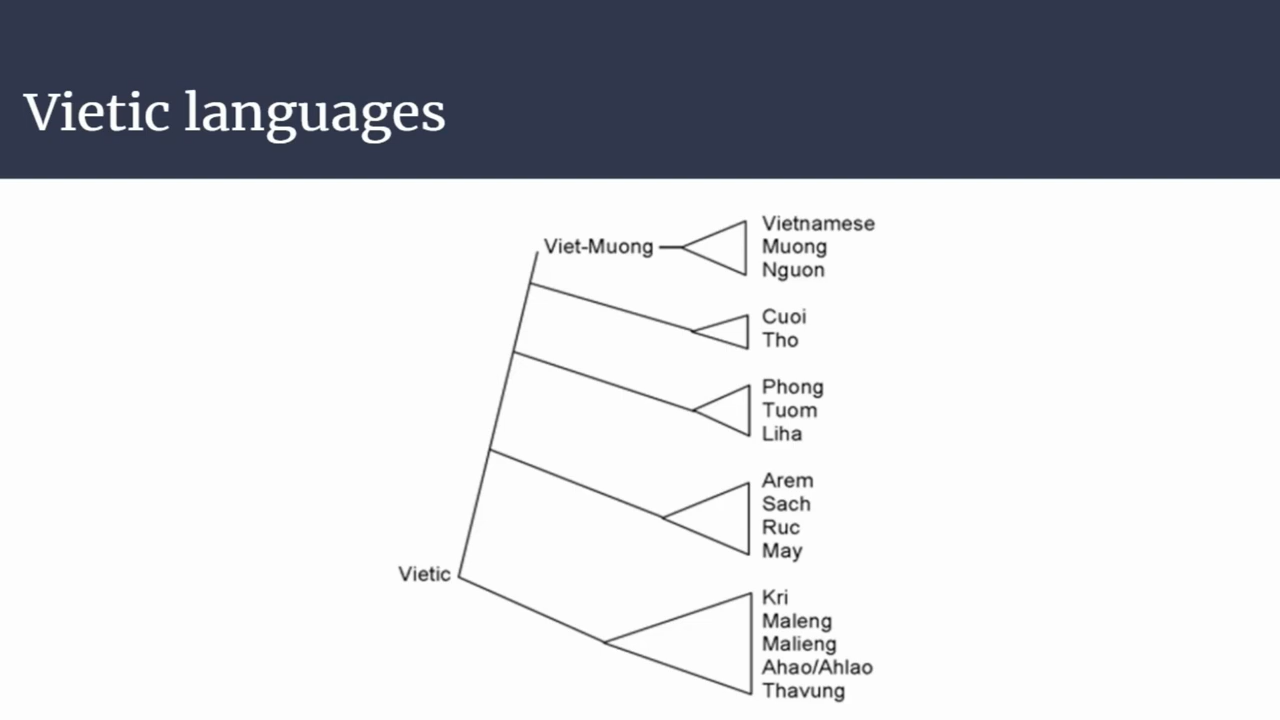 Vietic languages
Viet-Muong
Vietnamese
Muong
Nguon
Cuoi
Tho
Phong
Tuom
Liha
Arem
Sach
Ruc
May
Vietic
Kri
Maleng
Malieng
Ahao/Ahlao
Thavung